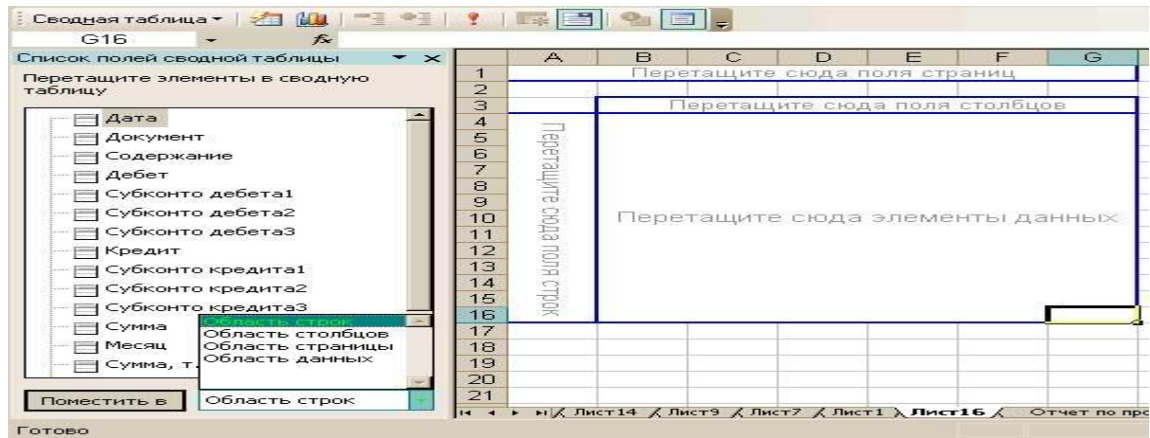 Сводная таблица
G16 fx
Список полей сводной таблицы
Перетащите элементы в сводную
таблицу
Дата
Документ
Содержание
Дебет
Субконто дебета1
Субконто дебета2
Субконто дебета3
Кредит
Субконто кредита1
Субконто кредита2
Субконто кредита3
Сумма
Месяц
Сумма, т.
Область строк
Область столбцов
Область страницы
Область данных
Поместить в
Область строк
A B C D E F G
1 Перетащите сюда поля страниц
2
3 Перетащите сюда поля столбцов
4
5
6
7
8
9
10 Перетащите сюда элементы данных
11
12
13
14
15
16
17
18
19
20
21
Перетащите сюда поля строк
Лист14 Лист9 Лист7 Лист1 Лист16 Отчет по про
Готово